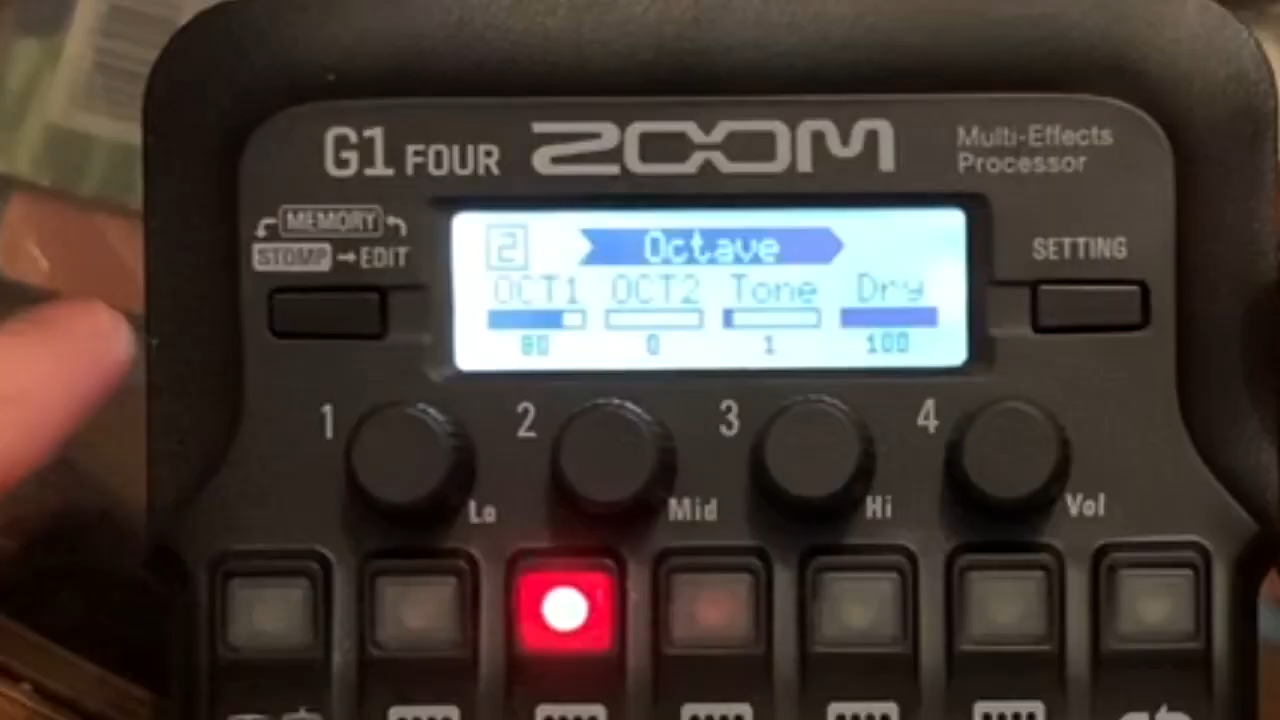 G1 FOUR ZOOM Multi-Effects Processor
MEMORY
STOMP → EDIT
SETTING
2 Octave
OCT1 OCT2 Tone Dry
80 0 1 100
1 2 3 4
Lo Mid Hi Vol